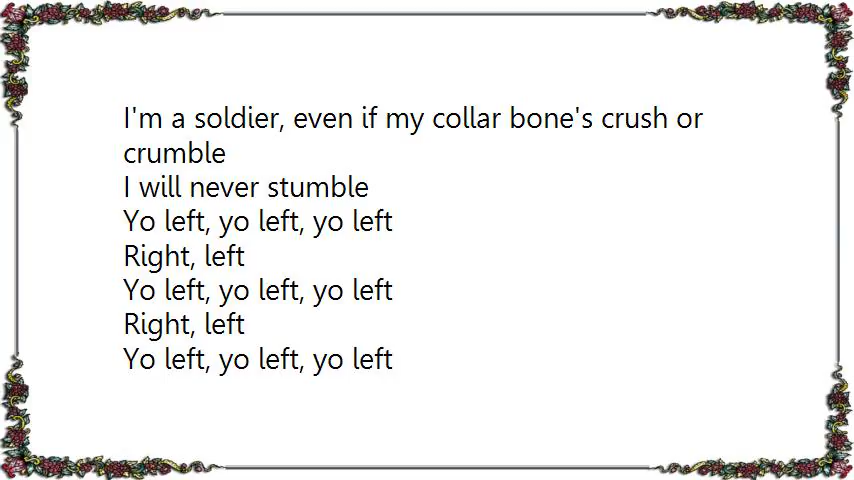 I'm a soldier, even if my collar bone's crush or
crumble
I will never stumble
Yo left, yo left, yo left
Right, left
Yo left, yo left, yo left
Right, left
Yo left, yo left, yo left